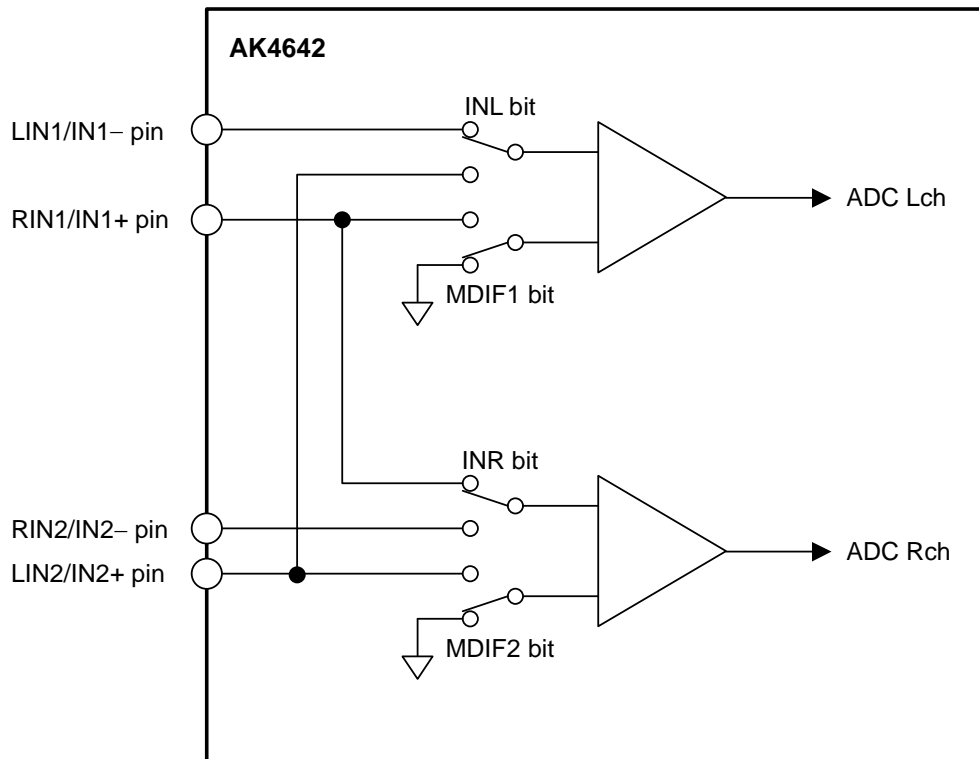 AK4642
INL bit
LIN1/IN1− pin
RIN1/IN1+ pin
ADC Lch
MDIF1 bit
INR bit
RIN2/IN2− pin
LIN2/IN2+ pin
ADC Rch
MDIF2 bit